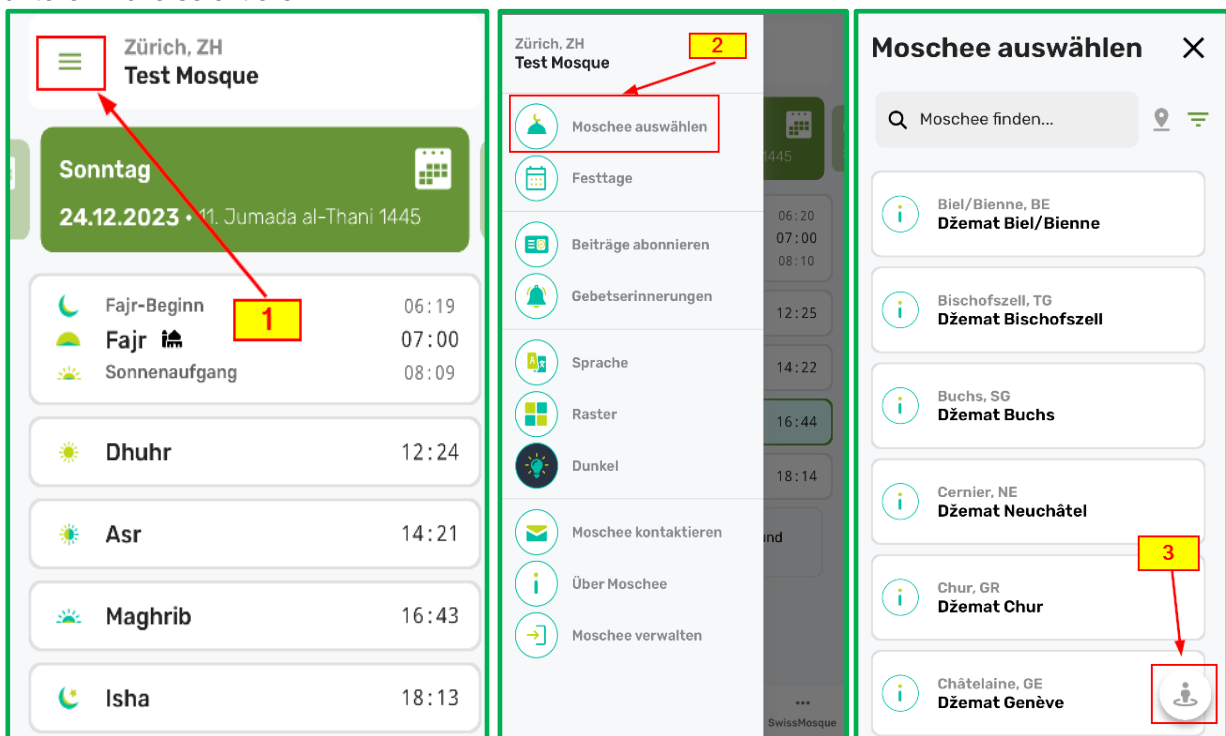 Zürich, ZH
Test Mosque
Sonntag
24.12.2023 • 11. Jumada al-Thani 1445
Fajr-Beginn 06:19
1
Fajr 07:00
Sonnenaufgang 08:09
Dhuhr 12:24
Asr 14:21
Maghrib 16:43
Isha 18:13
Zürich, ZH
Test Mosque
2
Moschee auswählen
Festtage
Beiträge abonnieren
Gebetserinnerungen
Sprache
Raster
Dunkel
Moschee kontaktieren
Über Moschee
Moschee verwalten
1445
06:20
07:00
08:10
12:25
14:22
16:44
18:14
und
SwissMosque
Moschee auswählen
Moschee finden...
Biel/Bienne, BE
Džemat Biel/Bienne
Bischofszell, TG
Džemat Bischofszell
Buchs, SG
Džemat Buchs
Cernier, NE
Džemat Neuchâtel
3
Chur, GR
Džemat Chur
Châtelaine, GE
Džemat Genève